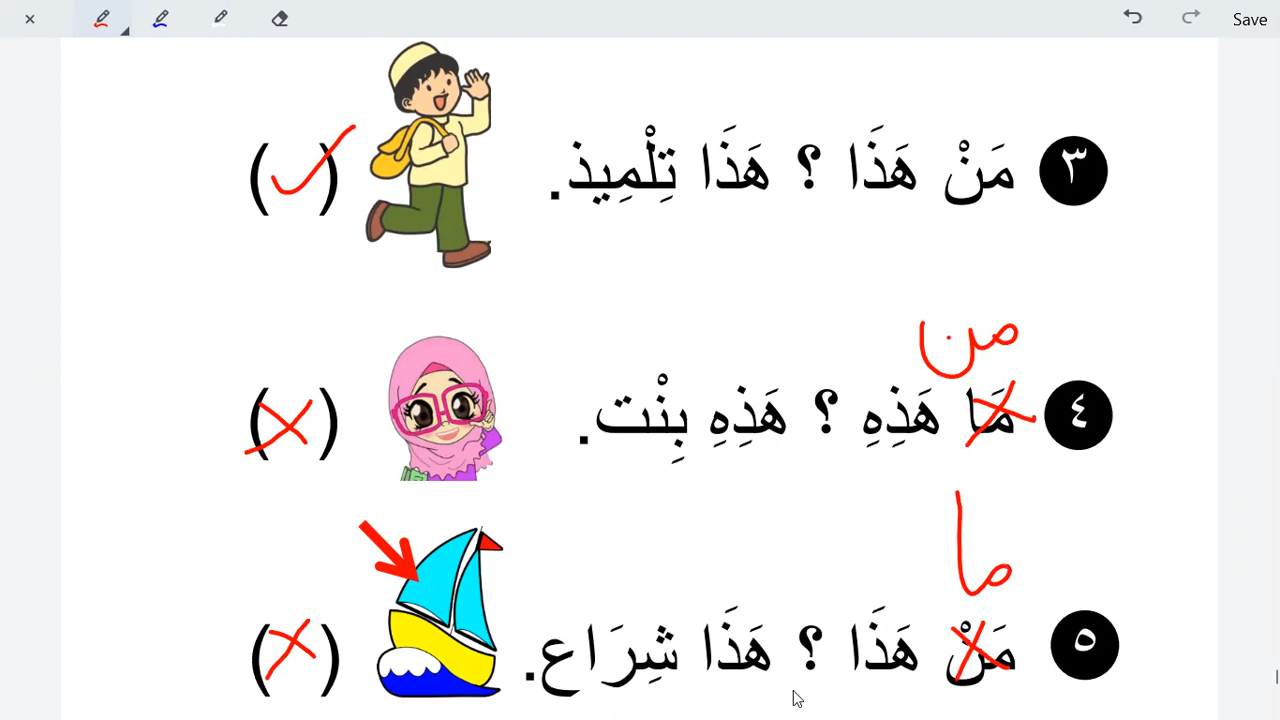 Save
٣ مَنْ هَذَا ؟ هَذَا تِلْمِيذ. ( )
من
٤ مَا هَذِهِ ؟ هَذِهِ بِنْت. ( )
ما
٥ مَنْ هَذَا ؟ هَذَا شِرَاع. ( )